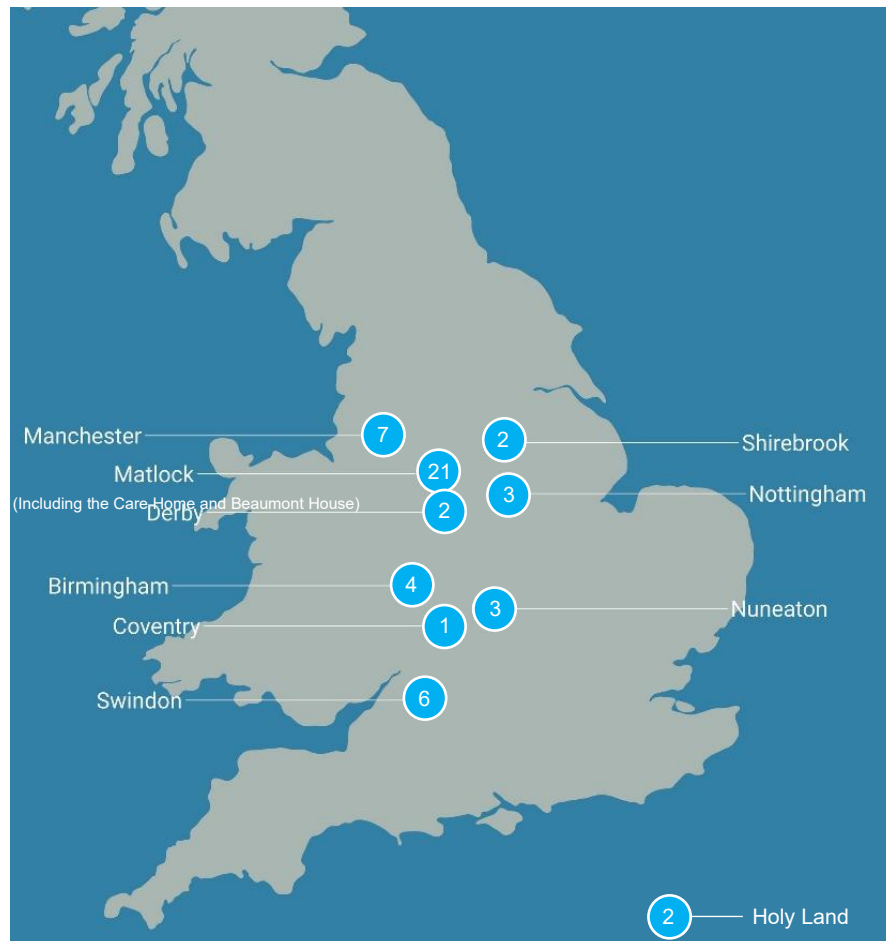 Manchester
7
2
Shirebrook
Matlock
21
(Including the Care Home and Beaumont House)
3
Nottingham
Derby
2
Birmingham
4
3
Nuneaton
Coventry
1
Swindon
6
2
Holy Land